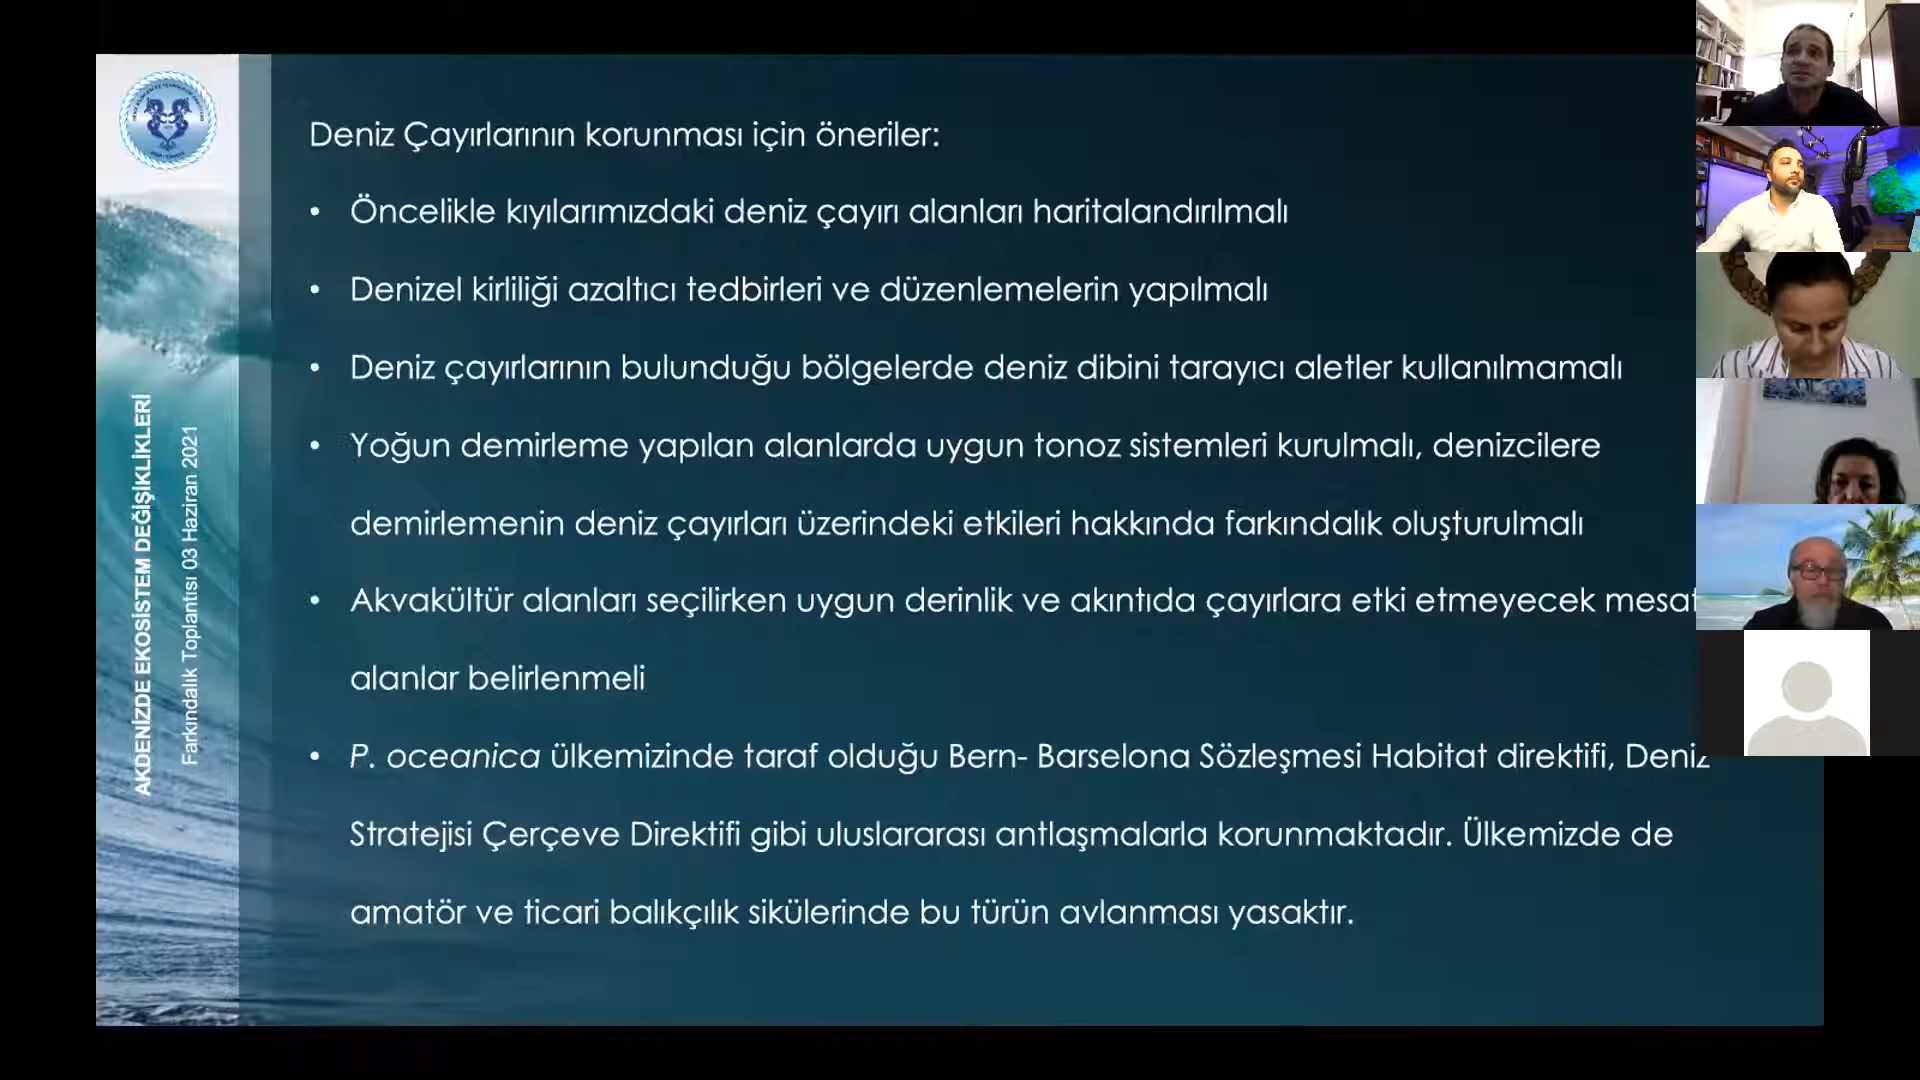 Deniz Çayırlarının korunması için öneriler:
• Öncelikle kıyılarımızdaki deniz çayırı alanları haritalandırılmalı
• Denizel kirliliği azaltıcı tedbirleri ve düzenlemelerin yapılmalı
• Deniz çayırlarının bulunduğu bölgelerde deniz dibini tarayıcı aletler kullanılmamalı
• Yoğun demirleme yapılan alanlarda uygun tonoz sistemleri kurulmalı, denizcilere
demirlemenin deniz çayırları üzerindeki etkileri hakkında farkındalık oluşturulmalı
• Akvakültür alanları seçilirken uygun derinlik ve akıntıda çayırlara etki etmeyecek
alanlar belirlenmeli
• P. oceanica ülkemizinde taraf olduğu Bern- Barselona Sözleşmesi Habitat direktifi, Deniz
Stratejisi Çerçeve Direktifi gibi uluslararası antlaşmalarla korunmaktadır. Ülkemizde de
amatör ve ticari balıkçılık sikülerinde bu türün avlanması yasaktır.
AKDENİZDE EKOSİSTEM DEĞİŞİKLİKLERİ
Farkındalık Toplantısı 03 Haziran 2021